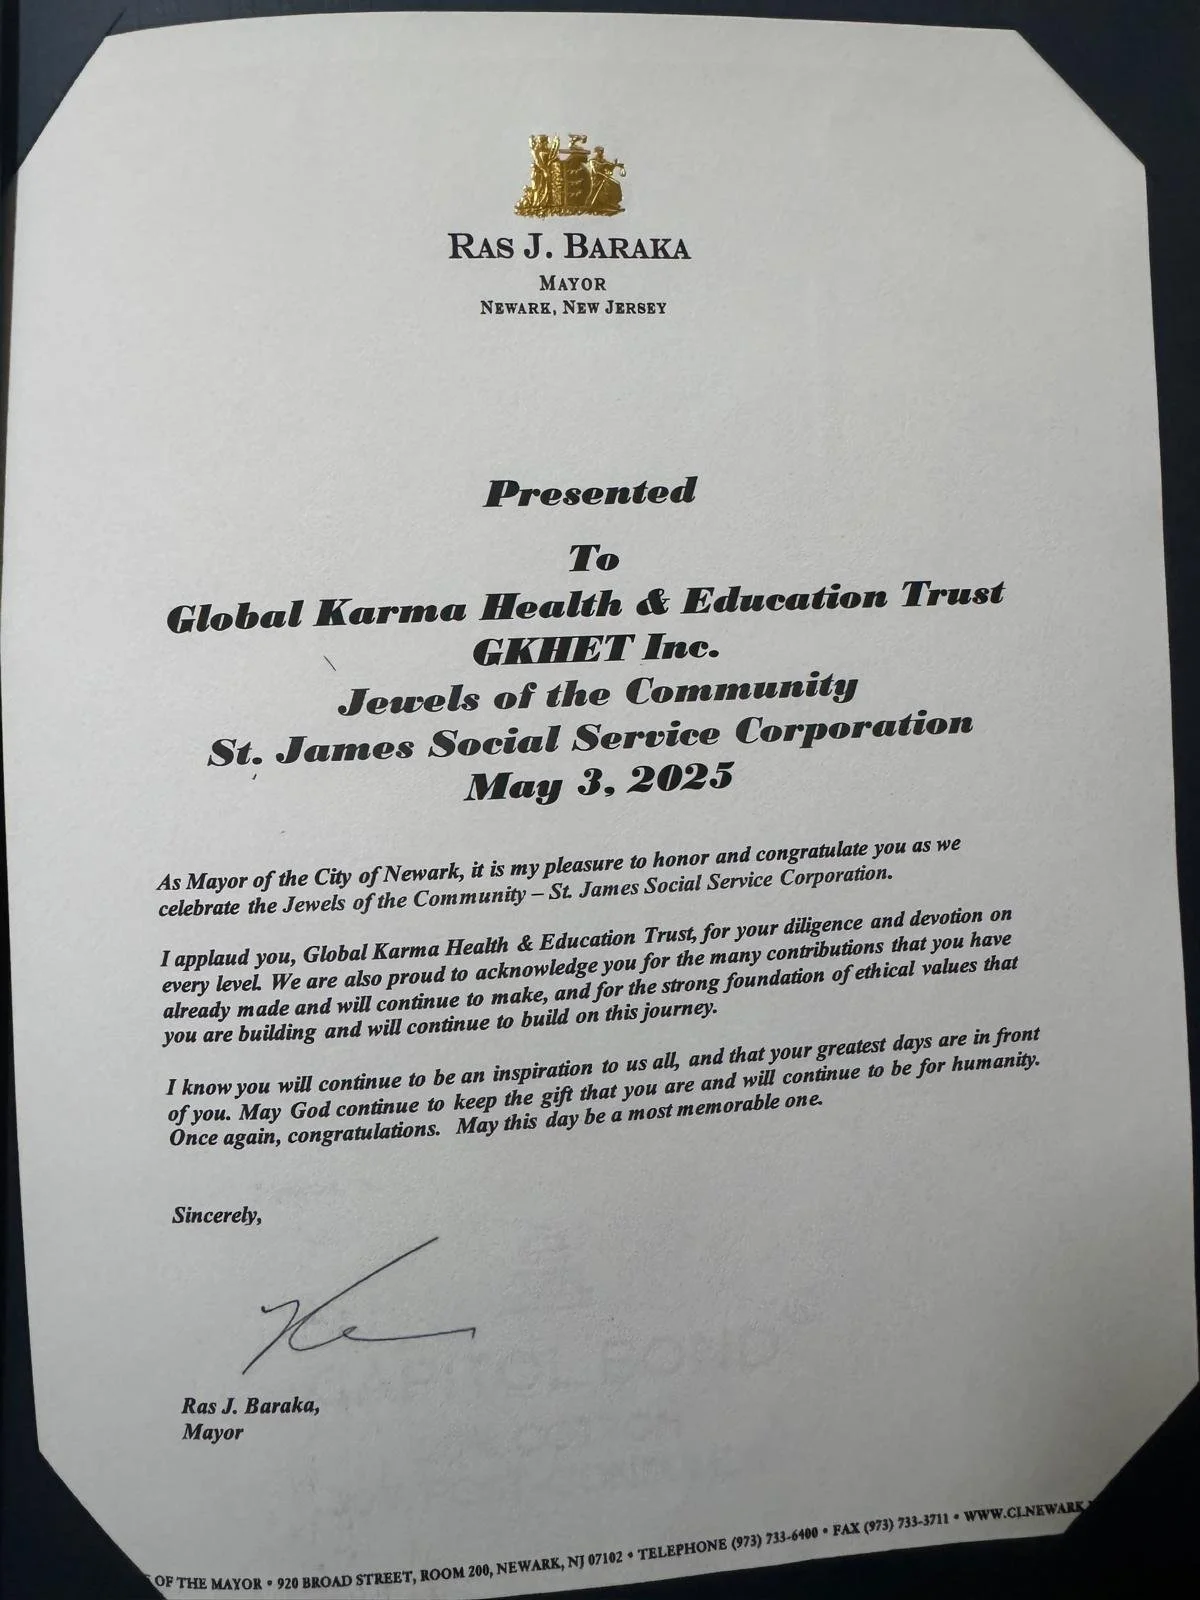 RAS J. BARAKA
MAYOR
NEWARK, NEW JERSEY
Presented
To
Global Karma Health & Education Trust
GKHET Inc.
Jewels of the Community
St. James Social Service Corporation
May 3, 2025
As Mayor of the City of Newark, it is my pleasure to honor and congratulate you as we
celebrate the Jewels of the Community – St. James Social Service Corporation.
I applaud you, Global Karma Health & Education Trust, for your diligence and devotion on
every level. We are also proud to acknowledge you for the many contributions that you have
already made and will continue to make, and for the strong foundation of ethical values that
you are building and will continue to build on this journey.
I know you will continue to be an inspiration to us all, and that your greatest days are in front
of you. May God continue to keep the gift that you are and will continue to be for humanity.
Once again, congratulations. May this day be a most memorable one.
Sincerely,
Ras J. Baraka,
Mayor
OF THE MAYOR • 920 BROAD STREET, ROOM 200, NEWARK, NJ 07102 • TELEPHONE (973) 733-6400 • FAX (973) 733-3711 • WWW.CI.NEWARK